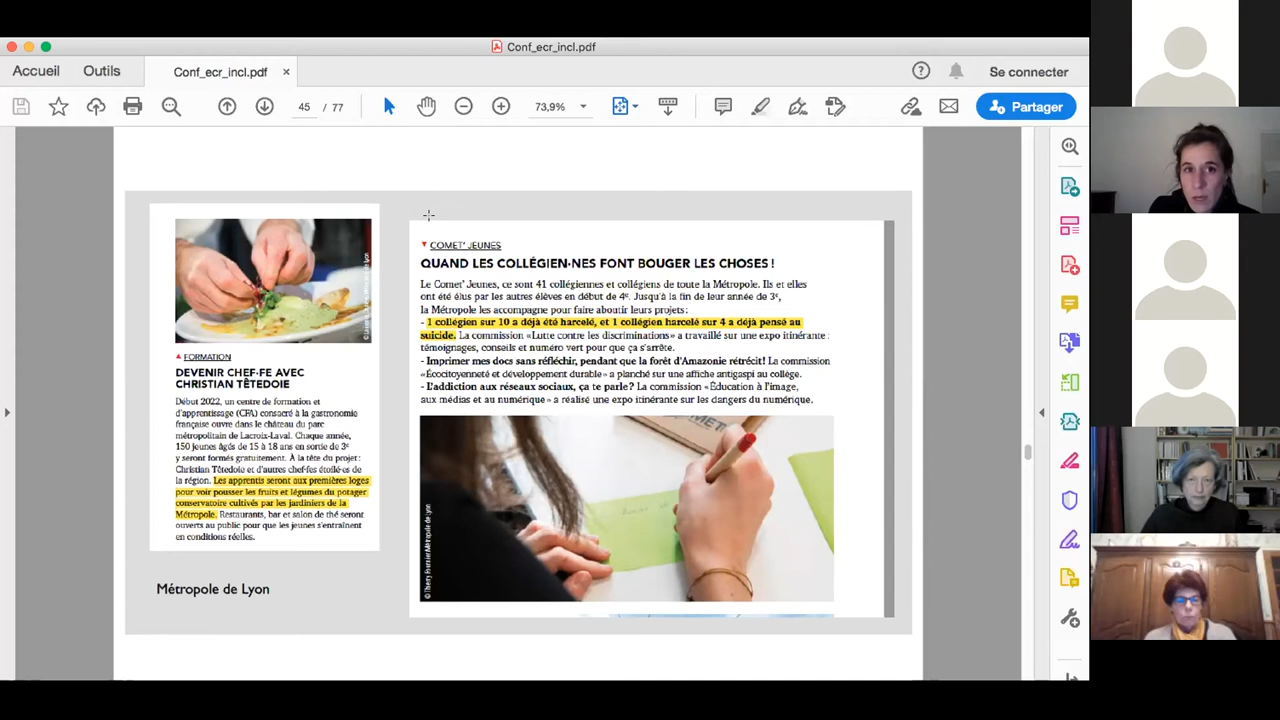 Conf_ecr_incl.pdf
Accueil
Outils
Conf_ecr_incl.pdf
×
Se connecter
45 / 77
73,9%
Partager
FORMATION
DEVENIR CHEF·FE AVEC
CHRISTIAN TÊTEDOIE
Début 2022, un centre de formation et
d'apprentissage (CFA) consacré à la gastronomie
française ouvre dans le château du parc
métropolitain de Lacroix-Laval. Chaque année,
150 jeunes âgés de 15 à 18 ans en sortie de 3e
y seront formés gratuitement. À la tête du projet :
Christian Têtedoie et d'autres chef·fes étoilé·es de
la région. Les apprentis seront aux premières loges
pour voir pousser les fruits et légumes du potager
conservatoire cultivés par les jardiniers de la
Métropole. Restaurants, bar et salon de thé seront
ouverts au public pour que les jeunes s'entraînent
en conditions réelles.
Métropole de Lyon
COMET' JEUNES
QUAND LES COLLÉGIEN·NES FONT BOUGER LES CHOSES !
Le Comet' Jeunes, ce sont 41 collégiennes et collégiens de toute la Métropole. Ils et elles
ont été élus par les autres élèves en début de 4e. Jusqu'à la fin de leur année de 3e,
la Métropole les accompagne pour faire aboutir leurs projets :
- 1 collégien sur 10 a déjà été harcelé, et 1 collégien harcelé sur 4 a déjà pensé au
suicide. La commission «Lutte contre les discriminations» a travaillé sur une expo itinérante :
témoignages, conseils et numéro vert pour que ça s'arrête.
- Imprimer mes docs sans réfléchir, pendant que la forêt d'Amazonie rétrécit! La commission
«Écocitoyenneté et développement durable» a planché sur une affiche antigaspi au collège.
- L'addiction aux réseaux sociaux, ça te parle? La commission «Éducation à l'image,
aux médias et au numérique» a réalisé une expo itinérante sur les dangers du numérique.
© Thierry Fournier/Métropole de Lyon